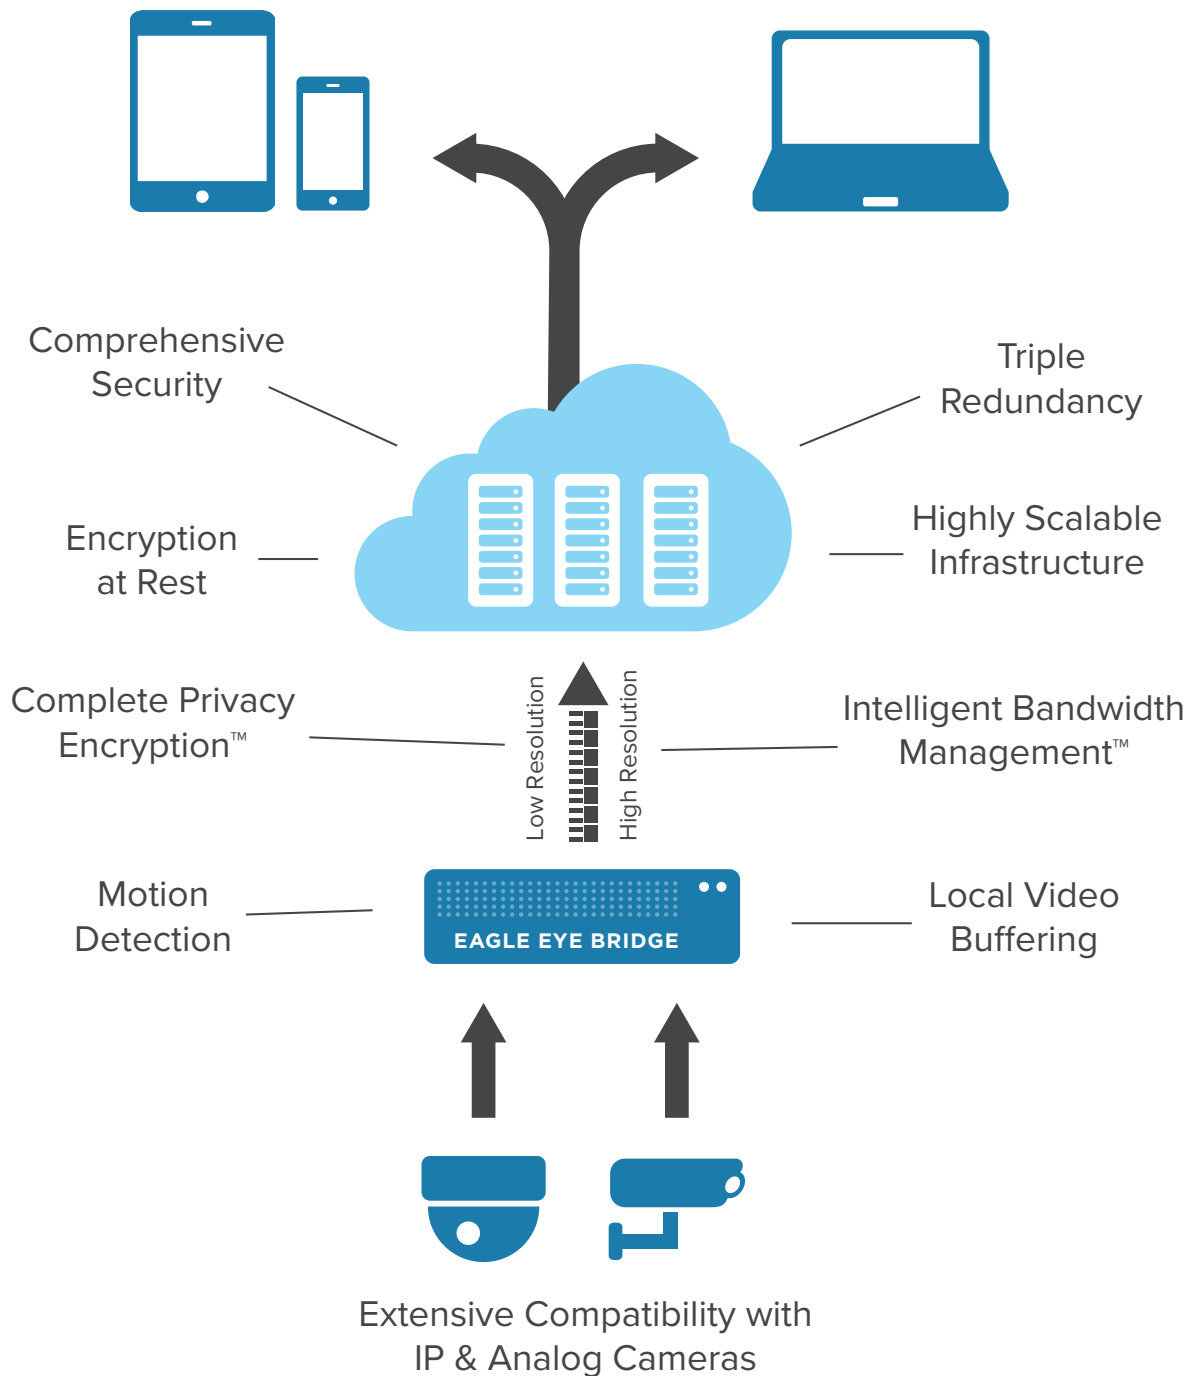 Comprehensive
Security
Triple
Redundancy
Encryption
at Rest
Highly Scalable
Infrastructure
Complete Privacy
Encryption™
Low Resolution
High Resolution
Intelligent Bandwidth
Management™
Motion
Detection
EAGLE EYE BRIDGE
Local Video
Buffering
Extensive Compatibility with
IP & Analog Cameras